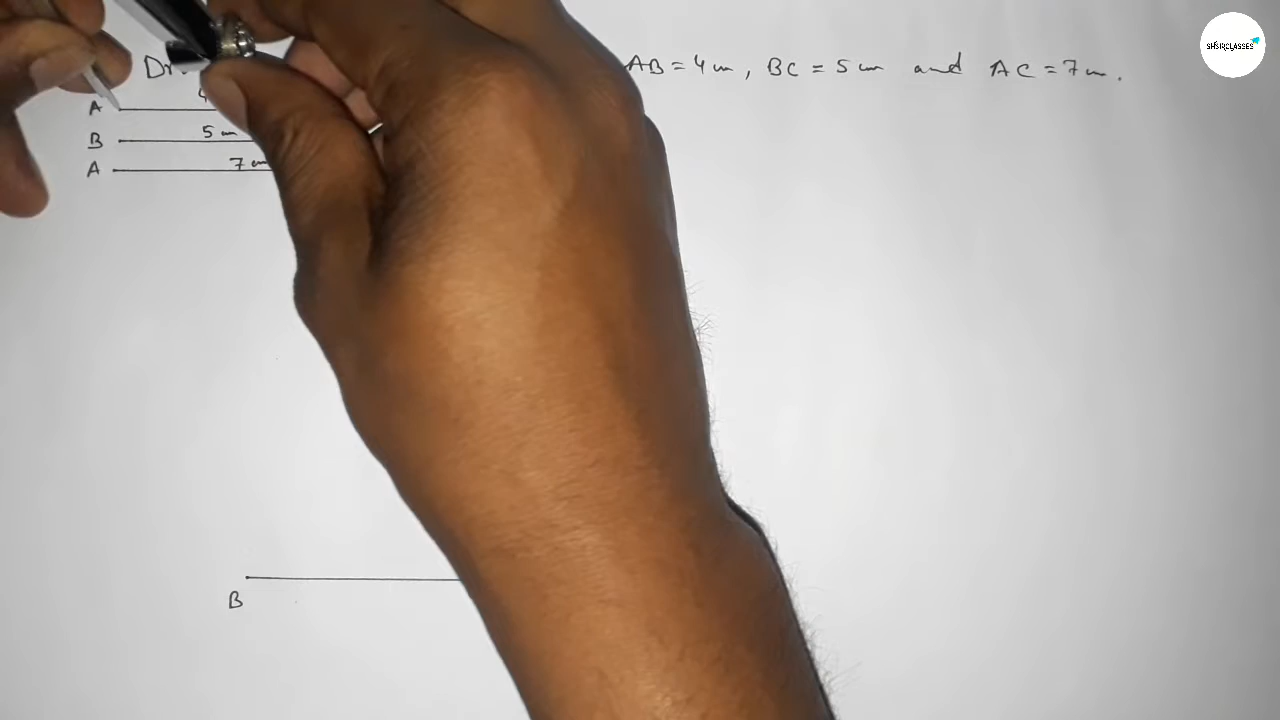 AB = 4 cm, BC = 5 cm and AC = 7 cm.
A
B 5 cm
A 7 cm
B
SHSIRCLASSES